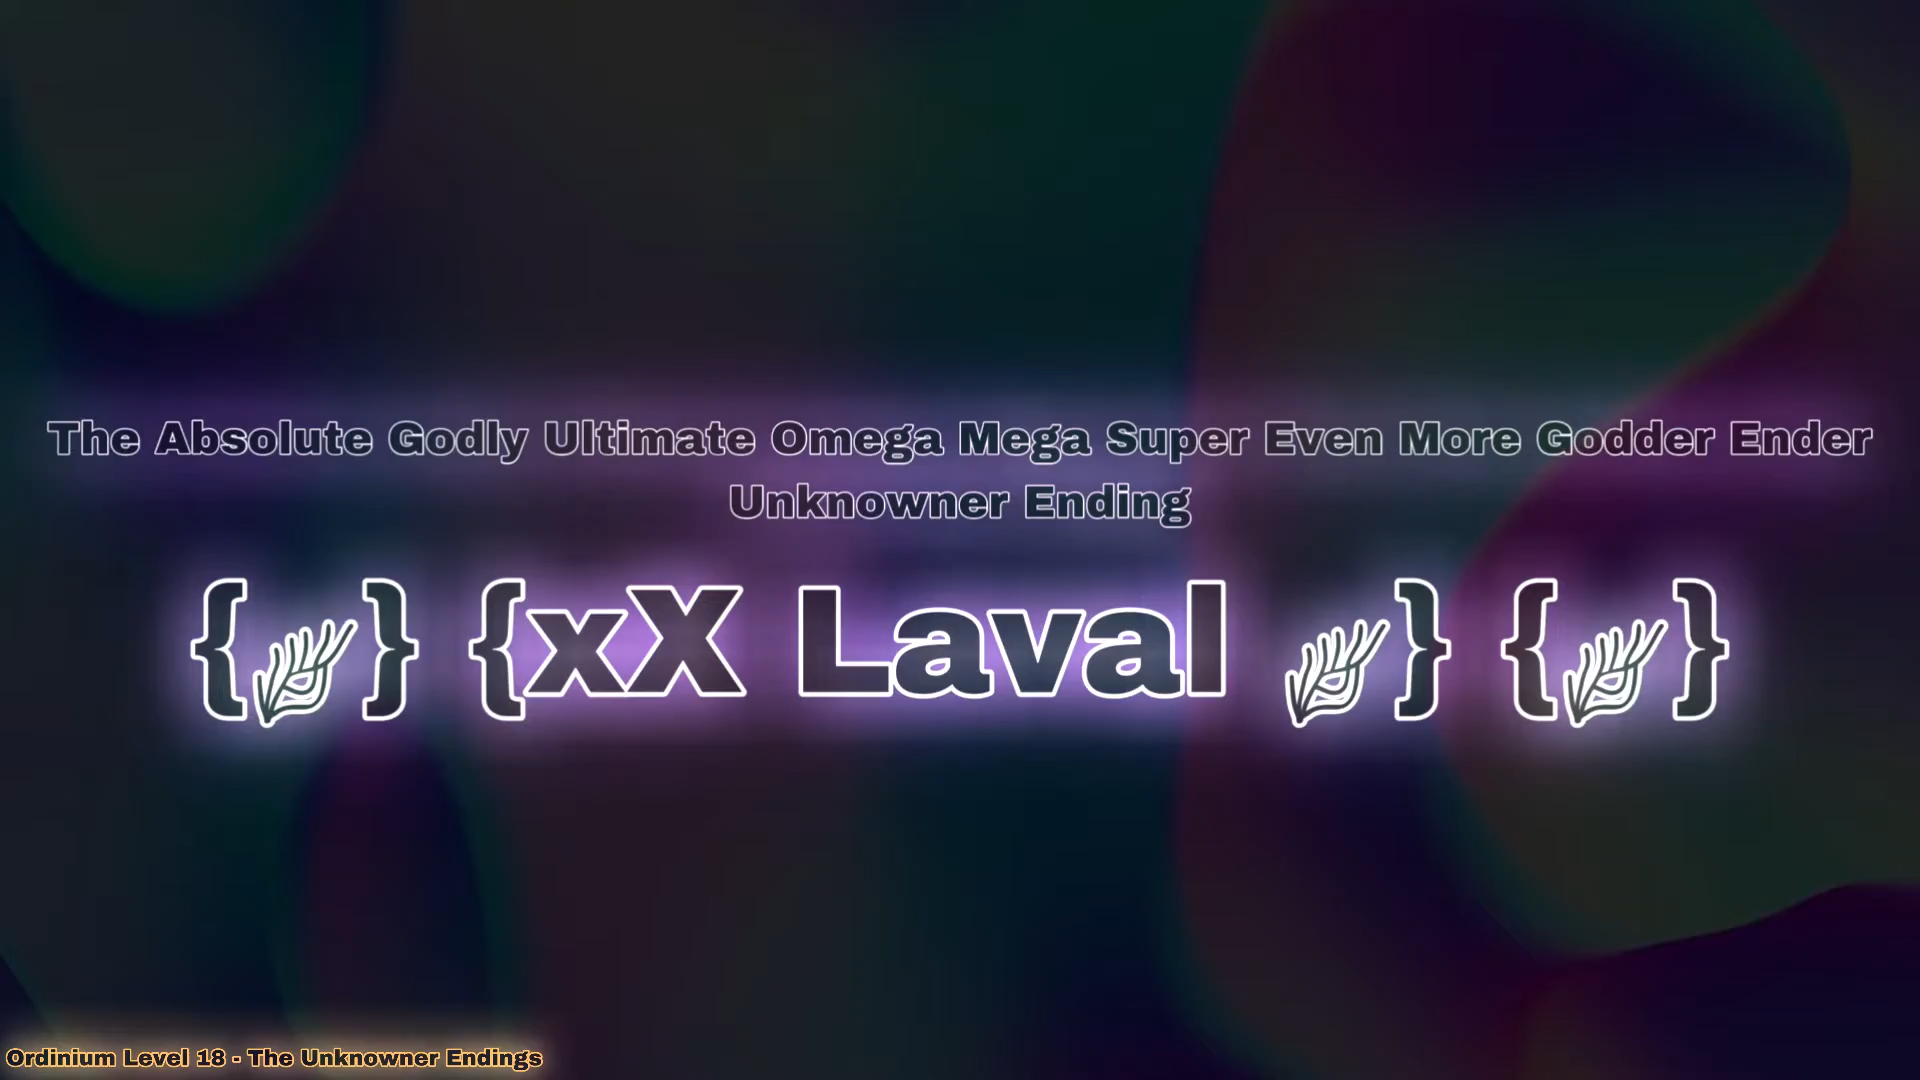 The Absolute Godly Ultimate Omega Mega Super Even More Godder Ender
Unknowner Ending
{} {xX Laval } {}
Ordinium Level 18 - The Unknowner Endings